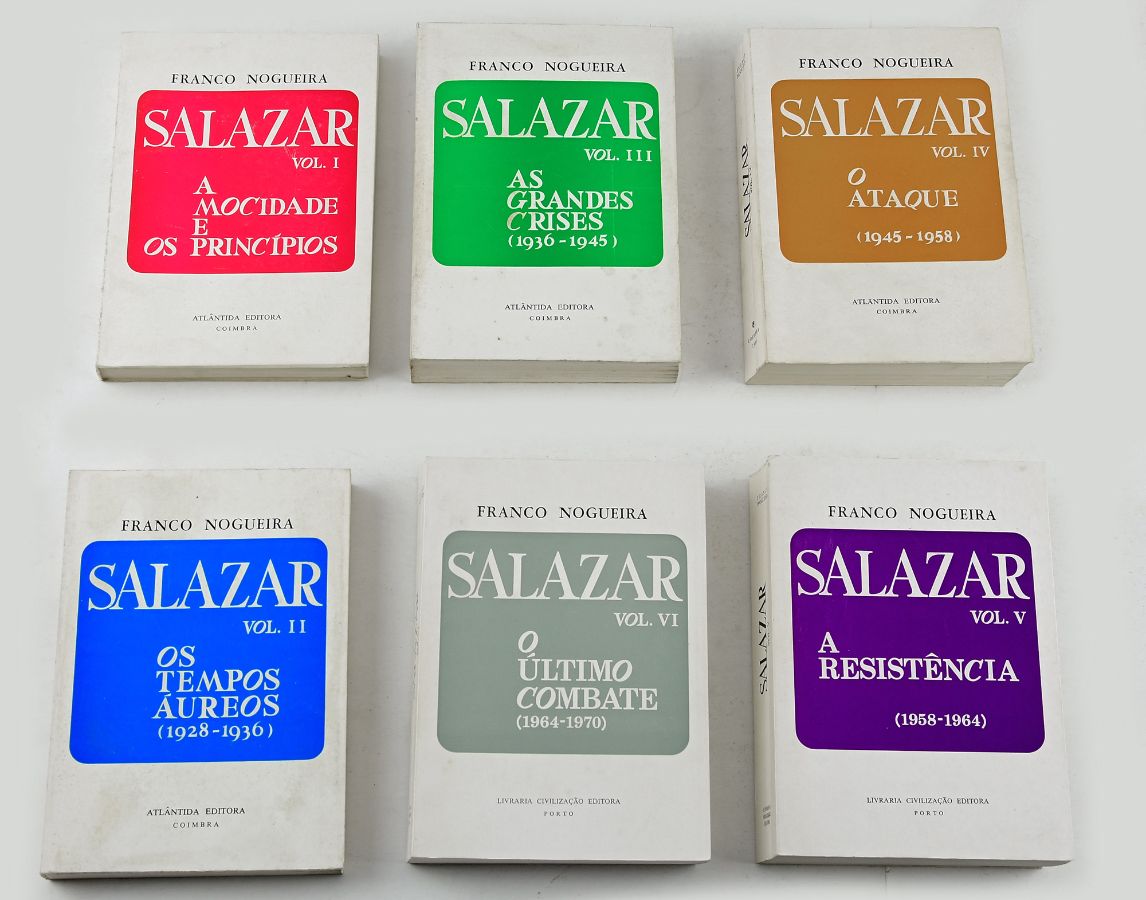 FRANCO NOGUEIRA
SALAZAR
VOL. I
A
MOCIDADE
E
OS PRINCÍPIOS
ATLÂNTIDA EDITORA
COIMBRA
FRANCO NOGUEIRA
SALAZAR
VOL. III
AS
GRANDES
CRISES
(1936-1945)
ATLÂNTIDA EDITORA
COIMBRA
SALAZAR
FRANCO NOGUEIRA
SALAZAR
VOL. IV
O
ATAQUE
(1945-1958)
ATLÂNTIDA EDITORA
COIMBRA
FRANCO NOGUEIRA
SALAZAR
VOL. II
OS
TEMPOS
ÁUREOS
(1928-1936)
ATLÂNTIDA EDITORA
COIMBRA
FRANCO NOGUEIRA
SALAZAR
VOL. VI
O
ÚLTIMO
COMBATE
(1964-1970)
LIVRARIA CIVILIZAÇÃO EDITORA
PORTO
SALAZAR
FRANCO NOGUEIRA
SALAZAR
VOL. V
A
RESISTÊNCIA
(1958-1964)
LIVRARIA CIVILIZAÇÃO EDITORA
PORTO